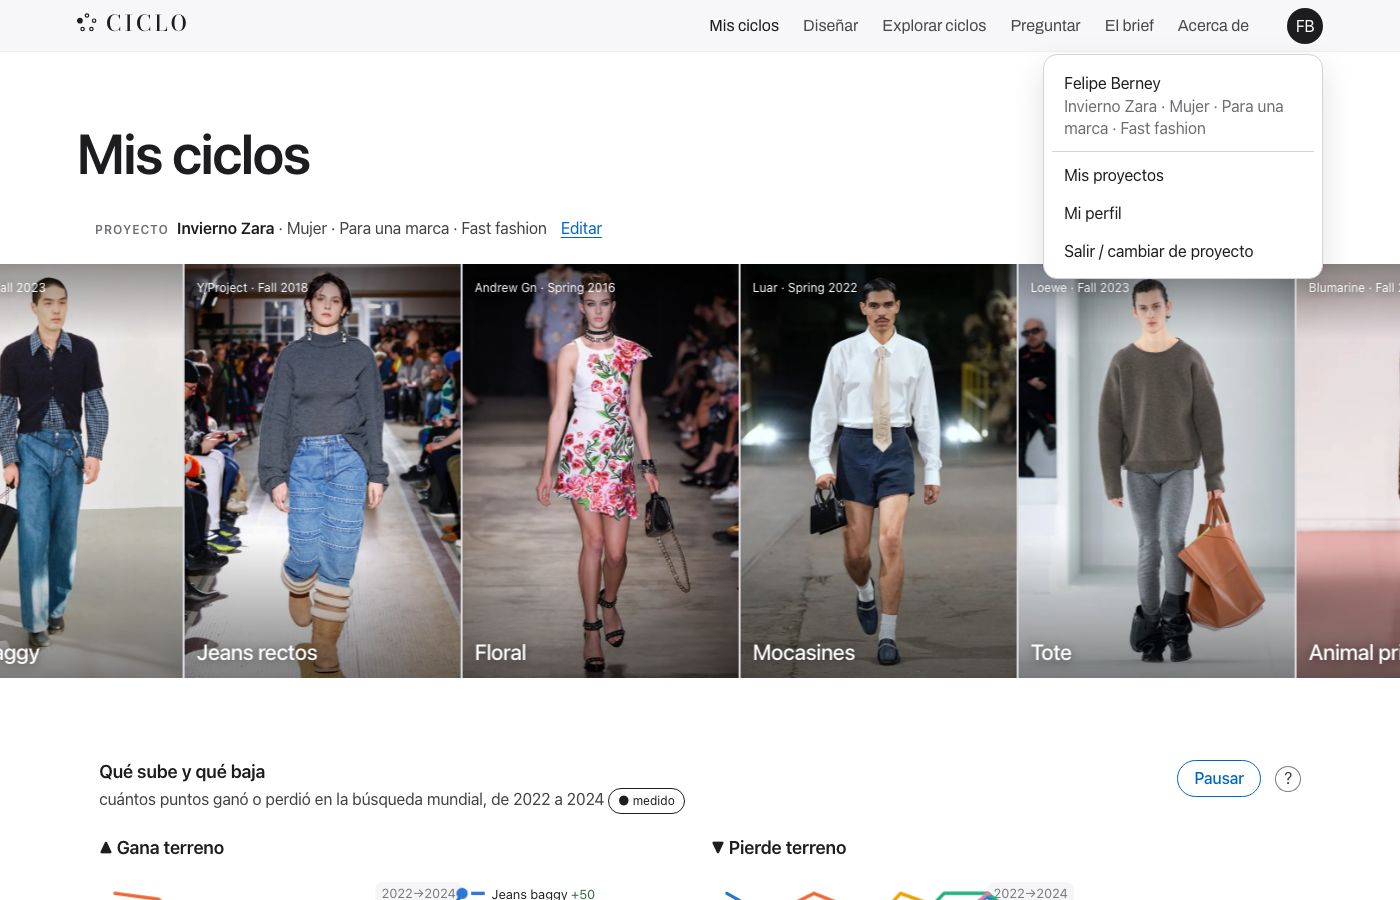 CICLO
Mis ciclos
Diseñar
Explorar ciclos
Preguntar
El brief
Acerca de
FB
Felipe Berney
Invierno Zara · Mujer · Para una
marca · Fast fashion
Mis proyectos
Mi perfil
Salir / cambiar de proyecto
Mis ciclos
PROYECTO Invierno Zara · Mujer · Para una marca · Fast fashion Editar
all 2023
aggy
Y/Project · Fall 2018
Jeans rectos
Andrew Gn · Spring 2016
Floral
Luar · Spring 2022
Mocasines
Loewe · Fall 2023
Tote
Blumarine · Fall
Animal pri
Qué sube y qué baja
cuántos puntos ganó o perdió en la búsqueda mundial, de 2022 a 2024 ● medido
Pausar
?
▲ Gana terreno
2022→2024
Jeans baggy +50
▼ Pierde terreno
2022→2024